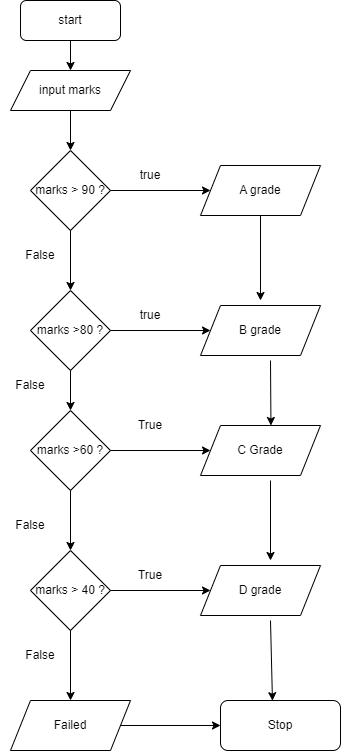 start
input marks
marks > 90 ?
true
A grade
False
marks >80 ?
true
B grade
False
marks >60 ?
True
C Grade
False
marks > 40 ?
True
D grade
False
Failed
Stop